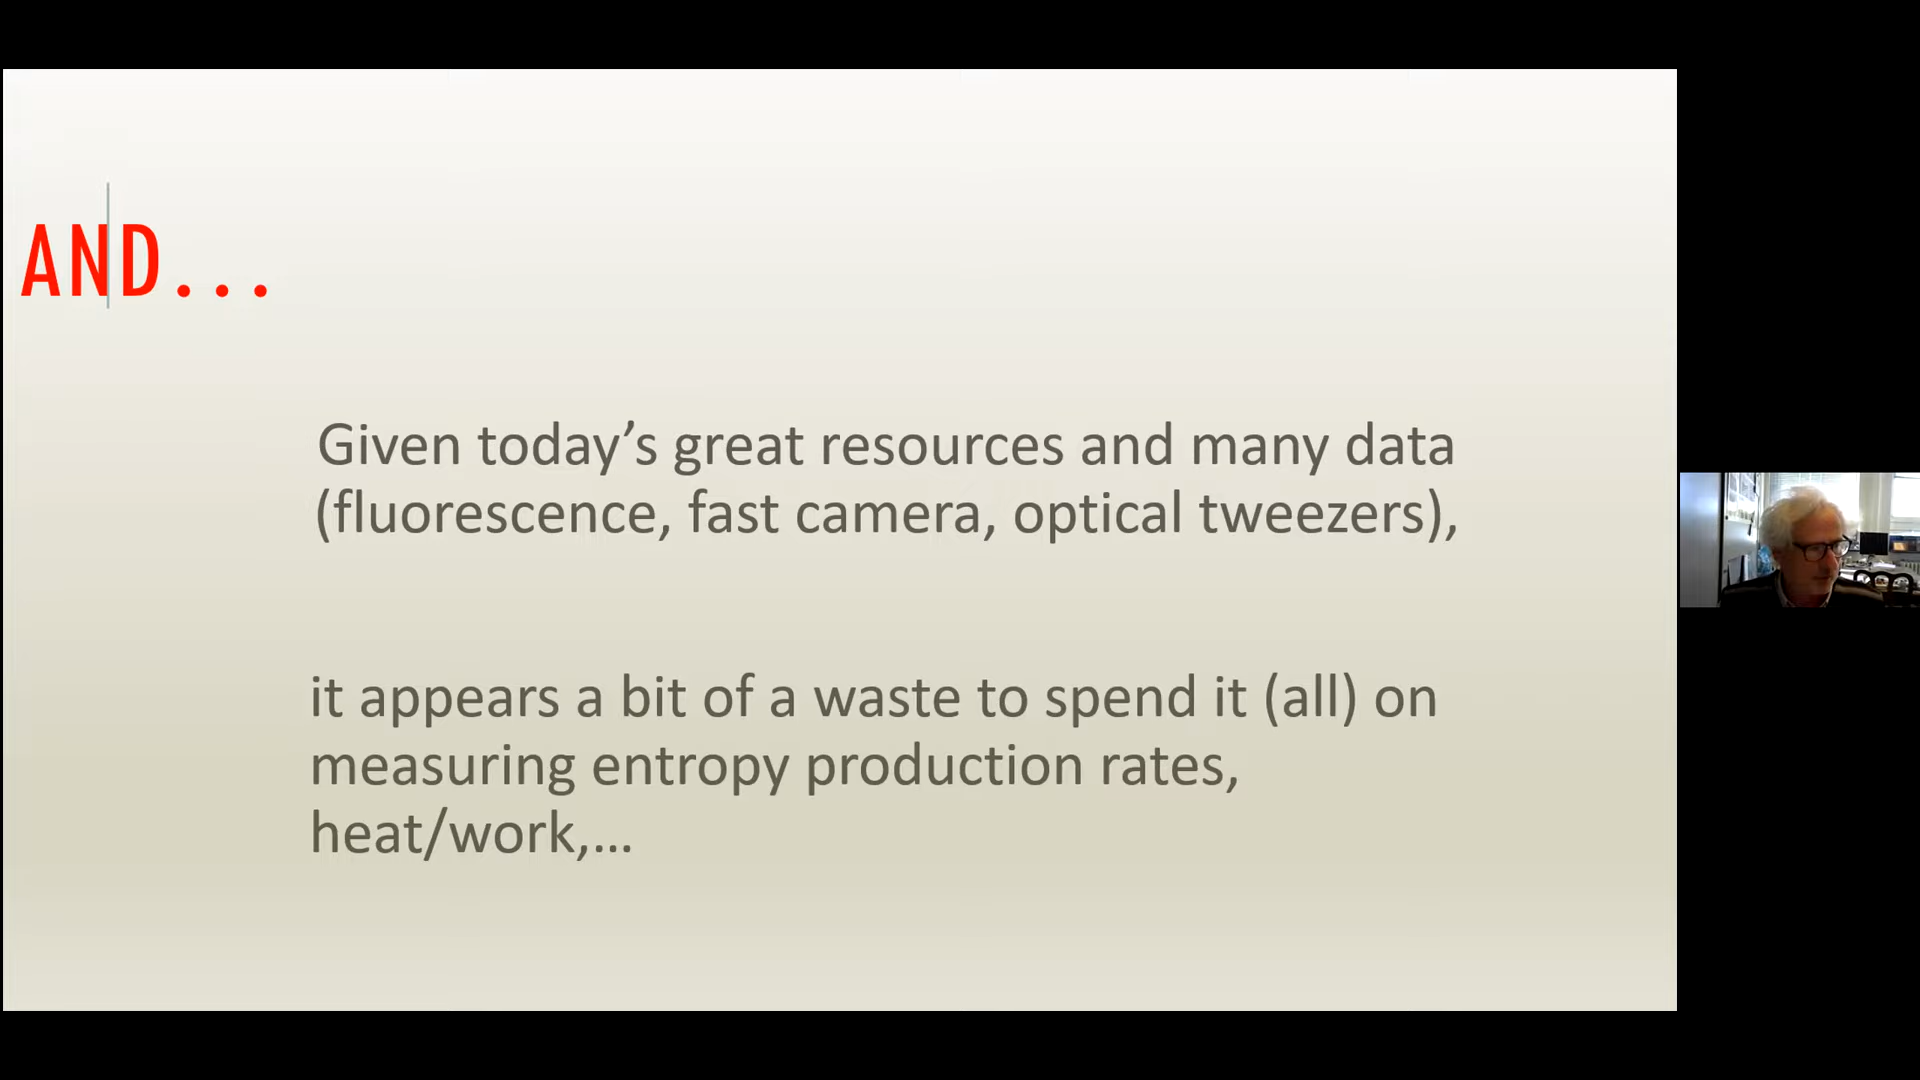 AND...
Given today’s great resources and many data
(fluorescence, fast camera, optical tweezers),
it appears a bit of a waste to spend it (all) on
measuring entropy production rates,
heat/work,...